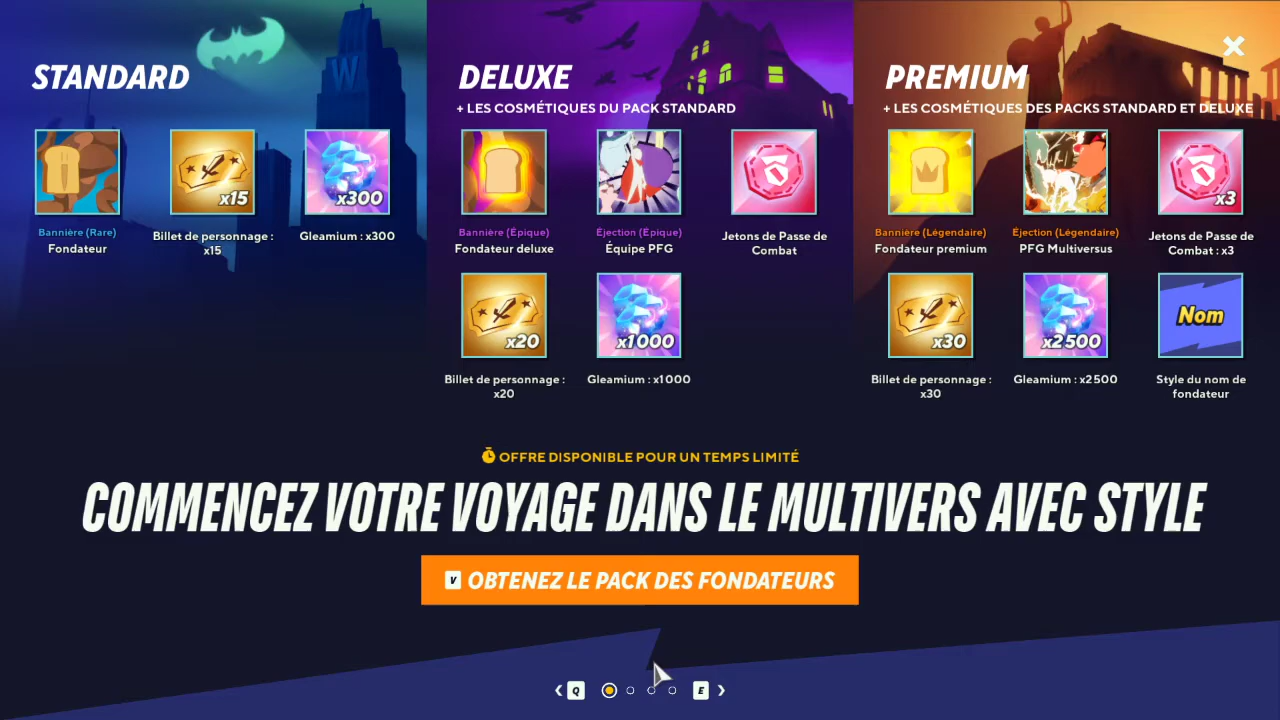 STANDARD
x15
x300
Bannière (Rare)
Fondateur
Billet de personnage :
x15
Gleamium : x300
W
DELUXE
+ LES COSMÉTIQUES DU PACK STANDARD
Bannière (Épique)
Fondateur deluxe
Éjection (Épique)
Équipe PFG
Jetons de Passe de
Combat
x20
x1000
Billet de personnage :
x20
Gleamium : x1000
PREMIUM
+ LES COSMÉTIQUES DES PACKS STANDARD ET DELUXE
x3
Bannière (Légendaire)
Fondateur premium
Éjection (Légendaire)
PFG Multiversus
Jetons de Passe de
Combat : x3
x30
x2500
Nom
Billet de personnage :
x30
Gleamium : x2500
Style du nom de
fondateur
OFFRE DISPONIBLE POUR UN TEMPS LIMITÉ
COMMENCEZ VOTRE VOYAGE DANS LE MULTIVERS AVEC STYLE
V OBTENEZ LE PACK DES FONDATEURS
Q E